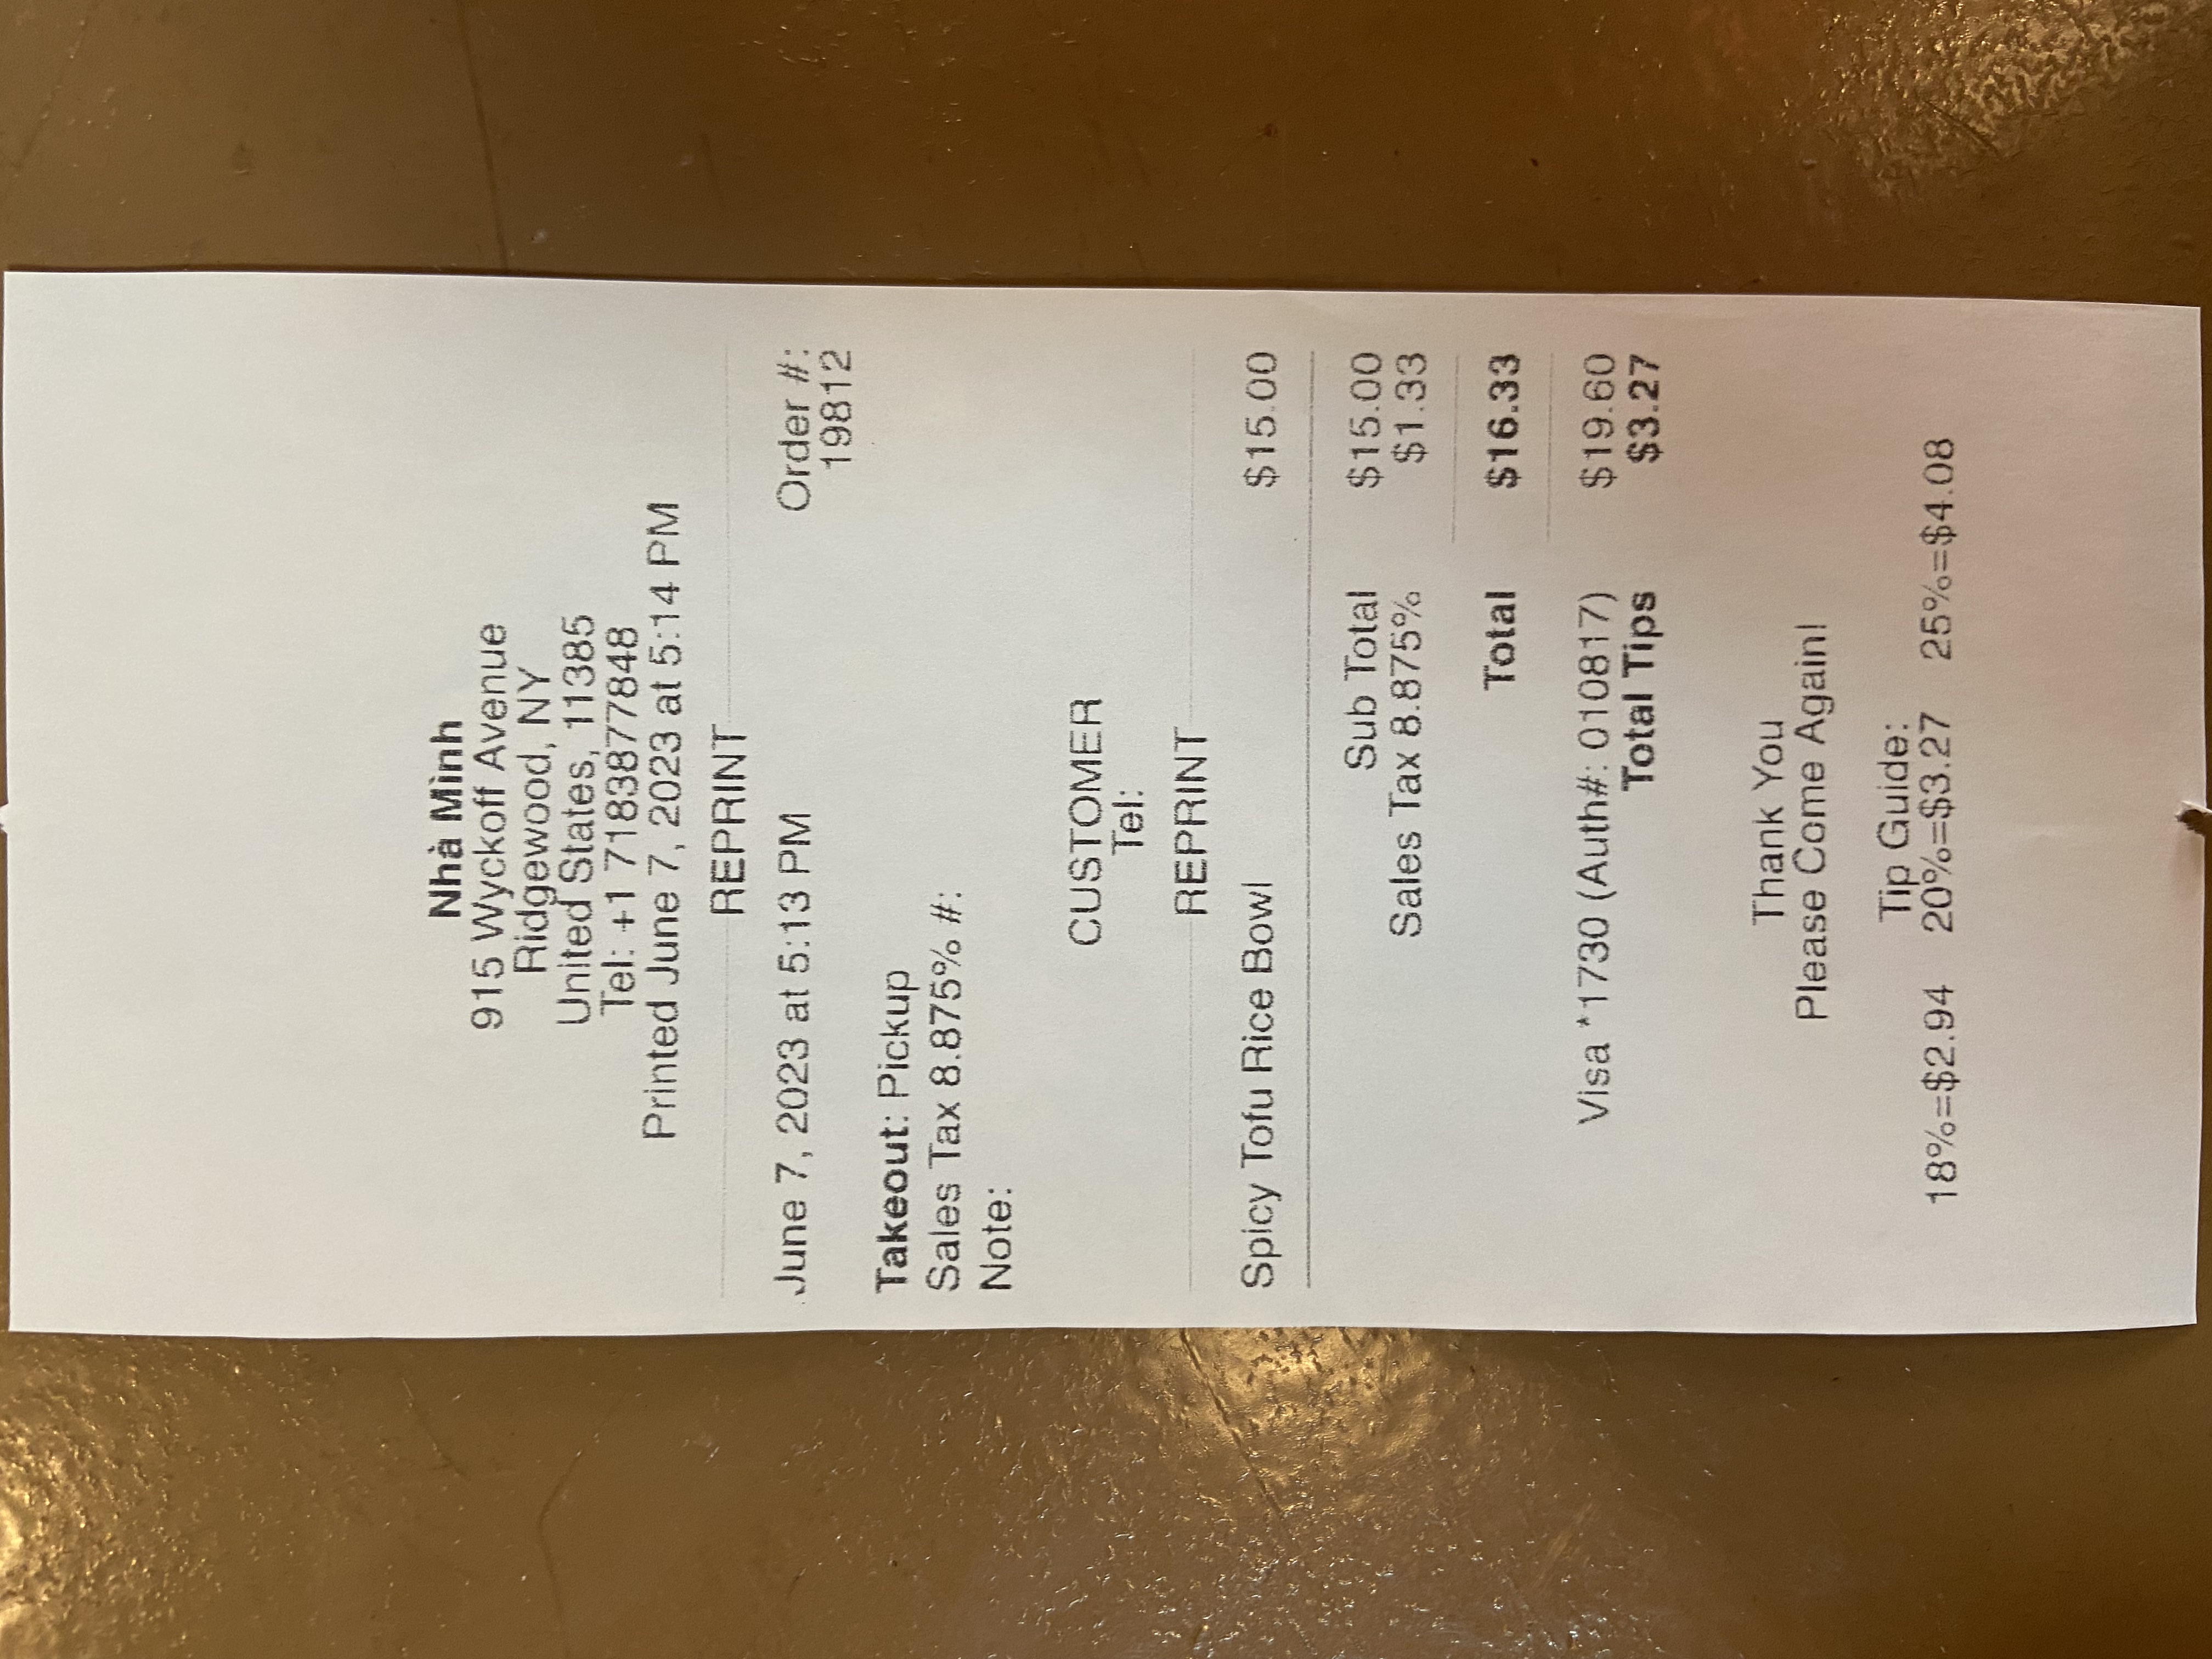 Nhà Mình
915 Wyckoff Avenue
Ridgewood, NY
United States, 11385
Tel: +1 7183877848
Printed June 7, 2023 at 5:14 PM
REPRINT
June 7, 2023 at 5:13 PM Order #:
19812
Takeout: Pickup
Sales Tax 8.875% #:
Note:
CUSTOMER
Tel:
REPRINT
Spicy Tofu Rice Bowl $15.00
Sub Total $15.00
Sales Tax 8.875% $1.33
Total $16.33
Visa *1730 (Auth#: 010817) $19.60
Total Tips $3.27
Thank You
Please Come Again!
Tip Guide:
18%=$2.94 20%=$3.27 25%=$4.08